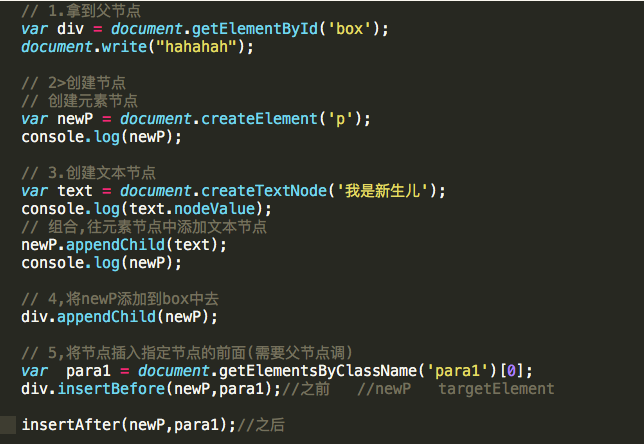 // 1.拿到父节点
var div = document.getElementById('box');
document.write("hahahah");
// 2>创建节点
// 创建元素节点
var newP = document.createElement('p');
console.log(newP);
// 3.创建文本节点
var text = document.createTextNode('我是新生儿');
console.log(text.nodeValue);
// 组合,往元素节点中添加文本节点
newP.appendChild(text);
console.log(newP);
// 4,将newP添加到box中去
div.appendChild(newP);
// 5,将节点插入指定节点的前面(需要父节点调)
var  para1 = document.getElementsByClassName('para1')[0];
div.insertBefore(newP,para1);//之前   //newP   targetElement
insertAfter(newP,para1);//之后